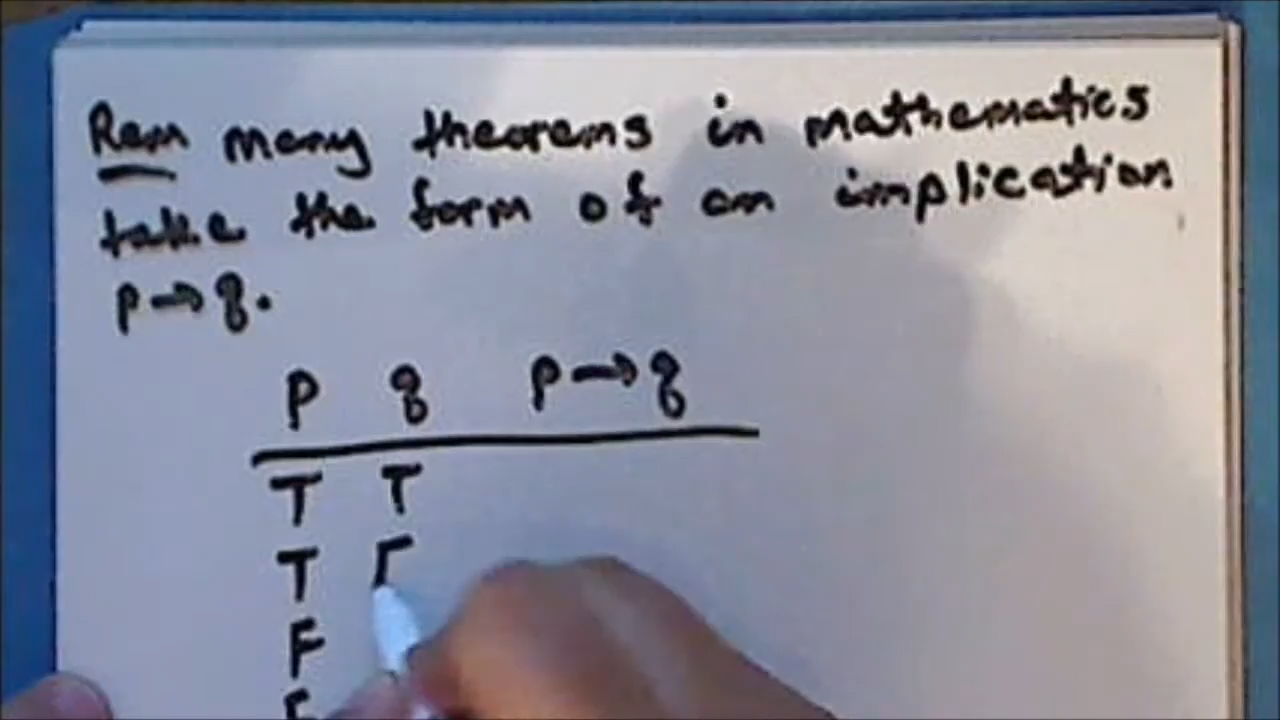 Rem many theorems in mathematics
take the form of an implication
p→q.
p q p→q
T T
T F
F
F